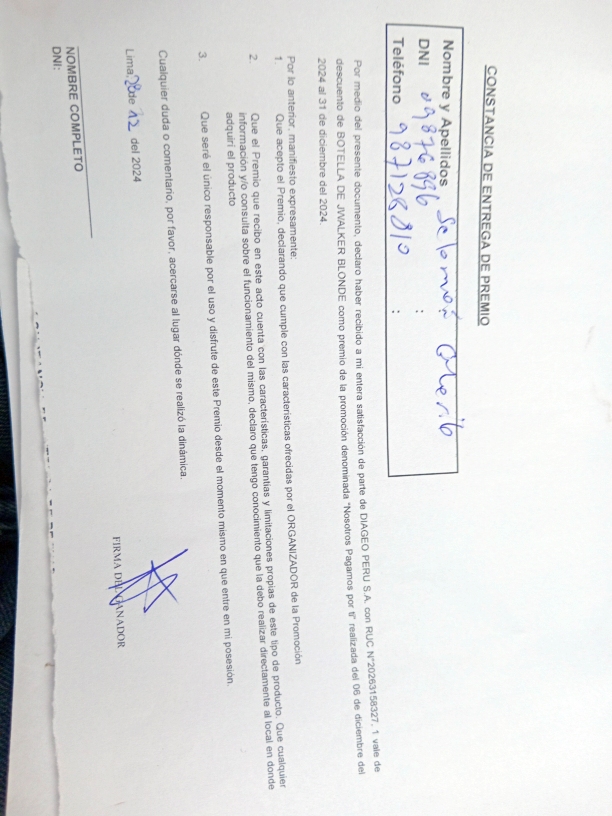 CONSTANCIA DE ENTREGA DE PREMIO
Nombre y Apellidos :
DNI 09876896 :
Teléfono 987128810 :
Por medio del presente documento, declaro haber recibido a mi entera satisfacción de parte de DIAGEO PERU S.A. con RUC N°20263158327. 1 vale de
descuento de BOTELLA DE JWALKER BLONDE como premio de la promoción denominada "Nosotros Pagamos por ti" realizada del 06 de diciembre del
2024 al 31 de diciembre del 2024.
Por lo anterior, manifiesto expresamente:
1. Que acepto el Premio, declarando que cumple con las características ofrecidas por el ORGANIZADOR de la Promoción
2. Que el Premio que recibo en este acto cuenta con las características, garantías y limitaciones propias de este tipo de producto. Que cualquier
información y/o consulta sobre el funcionamiento del mismo, declaro que tengo conocimiento que la debo realizar directamente al local en donde
adquirí el producto
3. Que seré el único responsable por el uso y disfrute de este Premio desde el momento mismo en que entre en mi posesión.
Cualquier duda o comentario, por favor, acercarse al lugar dónde se realizó la dinámica.
Lima, 28 de 12 del 2024
FIRMA DEL GANADOR
NOMBRE COMPLETO
DNI: